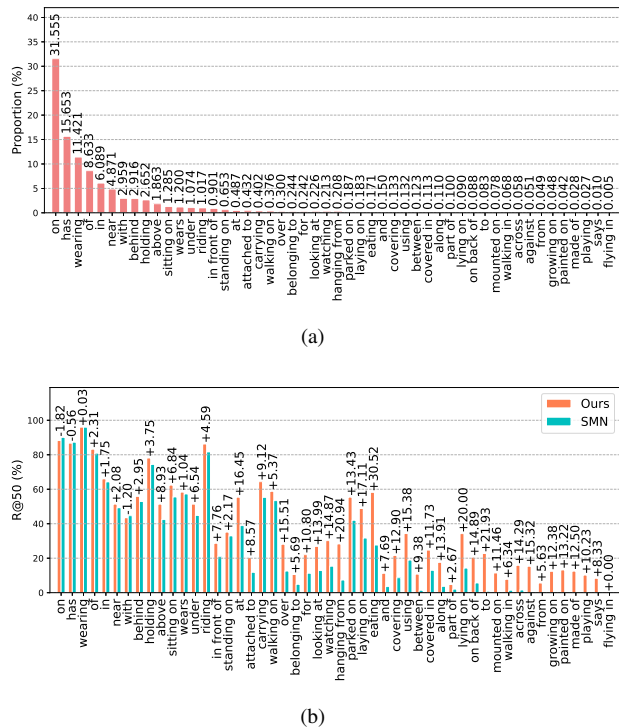 (a)
Proportion (%)
40
35
30
25
20
15
10
5
0
31.555
15.653
11.421
8.633
6.089
4.871
2.959
2.916
2.652
1.863
1.285
1.200
1.074
1.017
0.901
0.653
0.487
0.432
0.402
0.376
0.300
0.244
0.242
0.226
0.213
0.208
0.187
0.183
0.171
0.150
0.133
0.132
0.123
0.113
0.110
0.100
0.090
0.088
0.083
0.078
0.068
0.058
0.051
0.049
0.048
0.042
0.028
0.027
0.010
0.005
on
has
wearing
of
in
near
with
behind
holding
above
sitting on
wears
under
riding
in front of
standing on
at
attached to
carrying
walking on
over
belonging to
for
looking at
watching
hanging from
parked on
laying on
eating
and
covering
using
between
covered in
along
part of
lying on
on back of
to
mounted on
walking in
across
against
from
growing on
painted on
made of
playing
says
flying in
R@50 (%)
100
80
60
40
20
0
Ours
SMN
-1.82
-0.56
+0.03
+2.31
+1.75
+2.08
-1.20
+2.95
+3.75
+8.93
+6.84
+1.04
+6.54
+4.59
+7.76
+2.17
+16.45
+8.57
+9.12
+5.37
+15.51
+5.69
+10.80
+13.99
+14.87
+20.94
+13.43
+17.11
+30.52
+7.69
+12.90
+15.38
+9.38
+11.73
+13.91
+2.67
+20.00
+14.89
+21.93
+11.46
+6.34
+14.29
+15.32
+5.63
+12.38
+13.22
+12.50
+10.23
+8.33
+0.00
on
has
wearing
of
in
near
with
behind
holding
above
sitting on
wears
under
riding
in front of
standing on
at
attached to
carrying
walking on
over
belonging to
for
looking at
watching
hanging from
parked on
laying on
eating
and
covering
using
between
covered in
along
part of
lying on
on back of
to
mounted on
walking in
across
against
from
growing on
painted on
made of
playing
says
flying in
(b)